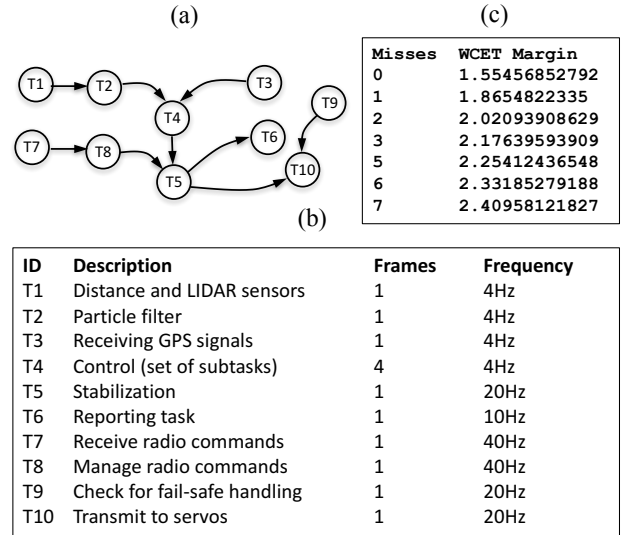 (a)
T1
T2
T3
T4
T9
T7
T8
T6
T5
T10
(c)
Misses WCET Margin
0 1.55456852792
1 1.8654822335
2 2.02093908629
3 2.17639593909
5 2.25412436548
6 2.33185279188
7 2.40958121827
(b)
ID Description Frames Frequency
T1 Distance and LIDAR sensors 1 4Hz
T2 Particle filter 1 4Hz
T3 Receiving GPS signals 1 4Hz
T4 Control (set of subtasks) 4 4Hz
T5 Stabilization 1 20Hz
T6 Reporting task 1 10Hz
T7 Receive radio commands 1 40Hz
T8 Manage radio commands 1 40Hz
T9 Check for fail-safe handling 1 20Hz
T10 Transmit to servos 1 20Hz